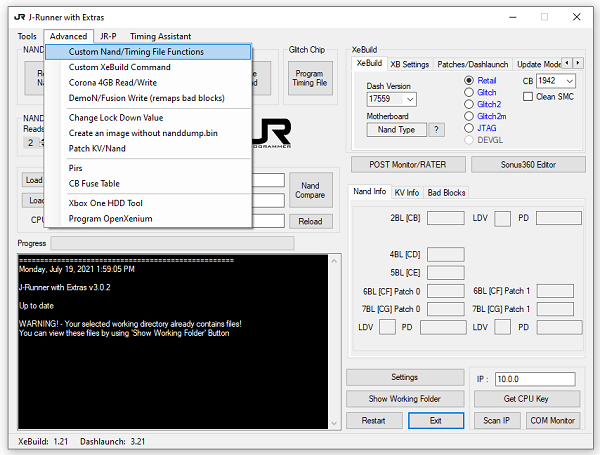 J-Runner with Extras
Tools Advanced JR-P Timing Assistant
Custom Nand/Timing File Functions
Custom XeBuild Command
Corona 4GB Read/Write
DemoN/Fusion Write (remaps bad blocks)
Change Lock Down Value
Create an image without nanddump.bin
Patch KV/Nand
Pirs
CB Fuse Table
Xbox One HDD Tool
Program OpenXenium
NAND
Glitch Chip
Program
Timing File
NAND
Reads
2
JR
Load
Load
CPU
Nand
Compare
Reload
Progress
==================================================
Monday, July 19, 2021 1:59:05 PM
J-Runner with Extras v3.0.2
Up to date
WARNING! - Your selected working directory already contains files!
You can view these files by using 'Show Working Folder' Button
XeBuild
XeBuild XB Settings Patches/Dashlaunch Update Mode
Dash Version
17559
Motherboard
Nand Type ?
Retail
Glitch
Glitch2
Glitch2m
JTAG
DEVGL
CB 1942
Clean SMC
POST Monitor/RATER Sonus360 Editor
Nand Info KV Info Bad Blocks
2BL [CB] LDV PD
4BL [CD]
5BL [CE]
6BL [CF] Patch 0 6BL [CF] Patch 1
7BL [CG] Patch 0 7BL [CG] Patch 1
LDV PD LDV PD
Settings
Show Working Folder
Restart Exit
IP : 10.0.0
Get CPU Key
Scan IP COM Monitor
XeBuild: 1.21 Dashlaunch: 3.21